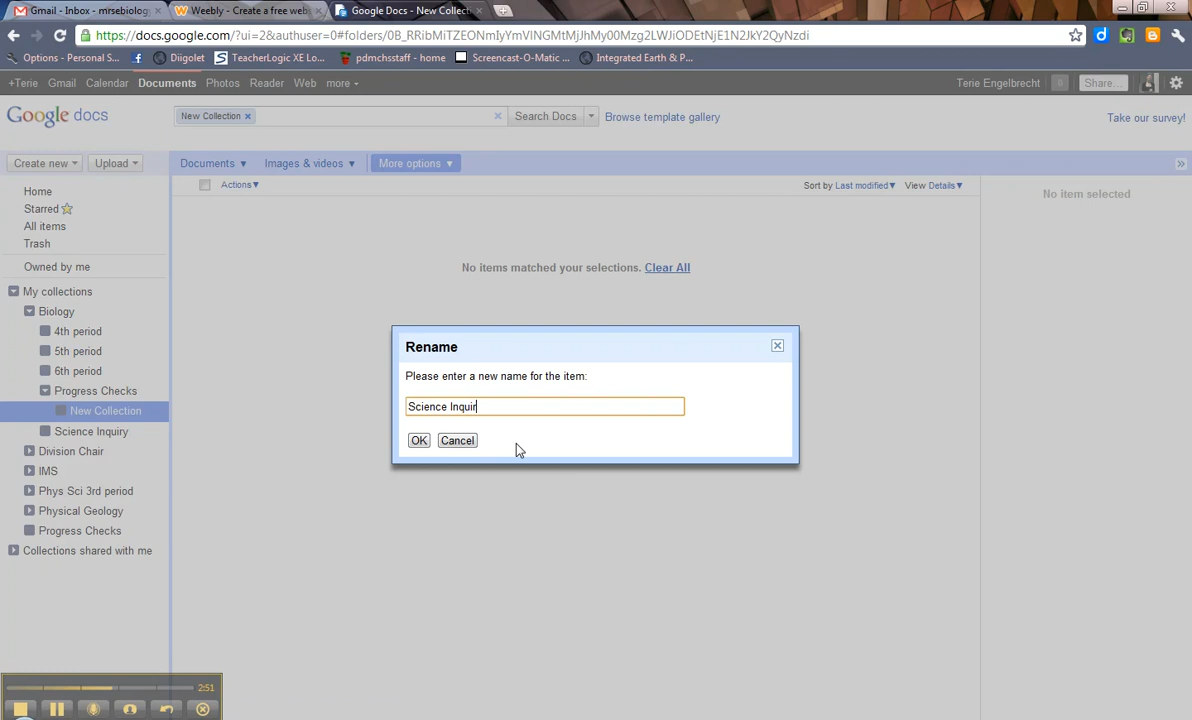 Gmail - Inbox - mrsebiology
Weebly - Create a free webs
Google Docs - New Collecti
https://docs.google.com/?ui=2&authuser=0#folders/0B_RRibMiTZEONmIyYmVlNGMtMjJhMy00Mzg2LWJiODEtNjE1N2JkY2QyNzdi
Options - Personal S...
Diigolet
TeacherLogic XE Lo...
pdmchsstaff - home
Screencast-O-Matic ...
Integrated Earth & P...
+Terie Gmail Calendar Documents Photos Reader Web more
Terie Engelbrecht 0 Share...
Google docs
New Collection × Search Docs Browse template gallery
Take our survey!
Create new Upload
Documents Images & videos More options »
Home
Starred
All items
Trash
Owned by me
My collections
Biology
4th period
5th period
6th period
Progress Checks
New Collection
Science Inquiry
Division Chair
IMS
Phys Sci 3rd period
Physical Geology
Progress Checks
Collections shared with me
Actions
Sort by Last modified View Details
No item selected
No items matched your selections. Clear All
Rename
Please enter a new name for the item:
Science Inquir
OK Cancel
2:51